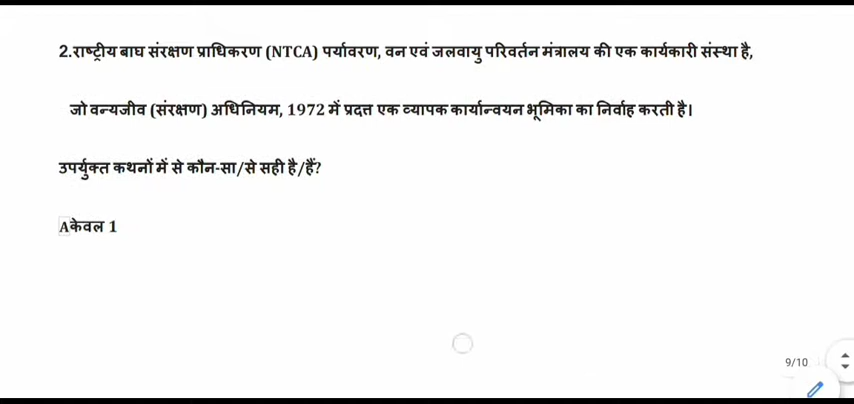 2.राष्ट्रीय बाघ संरक्षण प्राधिकरण (NTCA) पर्यावरण, वन एवं जलवायु परिवर्तन मंत्रालय की एक कार्यकारी संस्था है,
जो वन्यजीव (संरक्षण) अधिनियम, 1972 में प्रदत्त एक व्यापक कार्यान्वयन भूमिका का निर्वाह करती है।
उपर्युक्त कथनों में से कौन-सा/से सही है/हैं?
Aकेवल 1
9/10